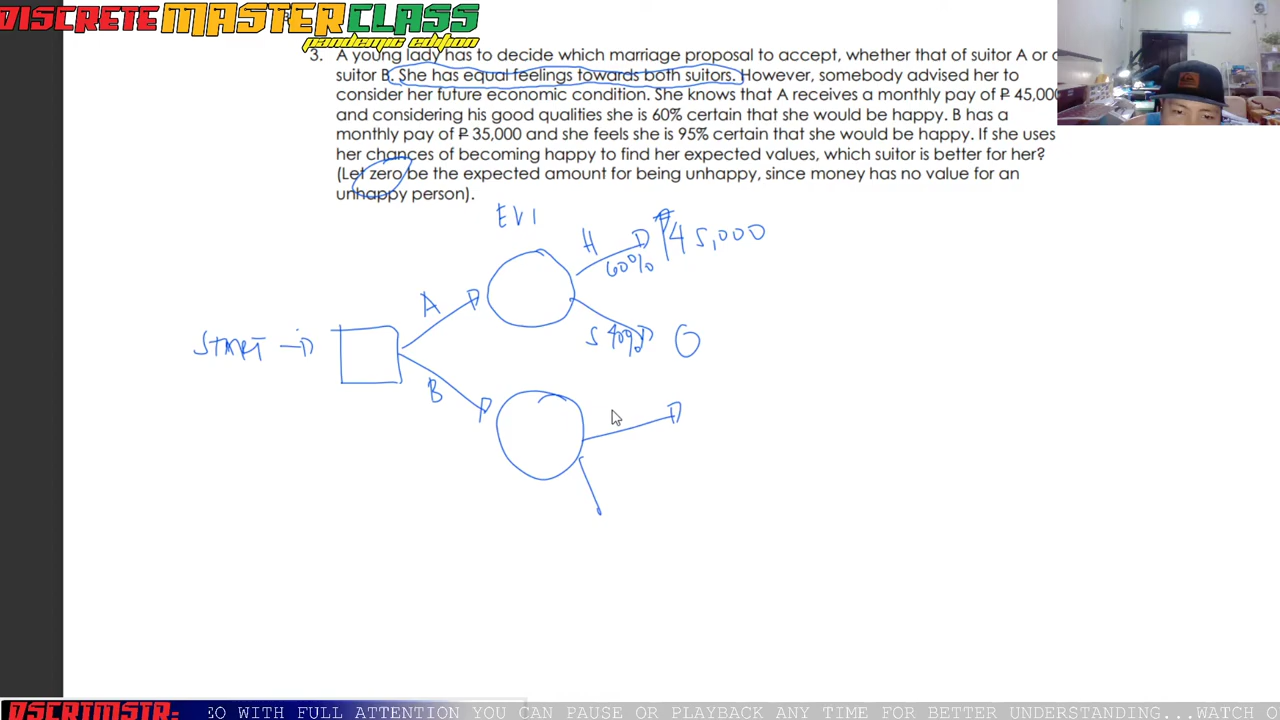 DISCRETE MASTER CLASS
pandemic edition
3. A young lady has to decide which marriage proposal to accept, whether that of suitor A or o
suitor B. She has equal feelings towards both suitors. However, somebody advised her to
consider her future economic condition. She knows that A receives a monthly pay of ₱ 45,000
and considering his good qualities she is 60% certain that she would be happy. B has a
monthly pay of ₱ 35,000 and she feels she is 95% certain that she would be happy. If she uses
her chances of becoming happy to find her expected values, which suitor is better for her?
(Let zero be the expected amount for being unhappy, since money has no value for an
unhappy person).
EV1
H ₱45,000
60%
A
START
S 40% 0
B
DSCRTMSTR: EO WITH FULL ATTENTION YOU CAN PAUSE OR PLAYBACK ANY TIME FOR BETTER UNDERSTANDING...WATCH O